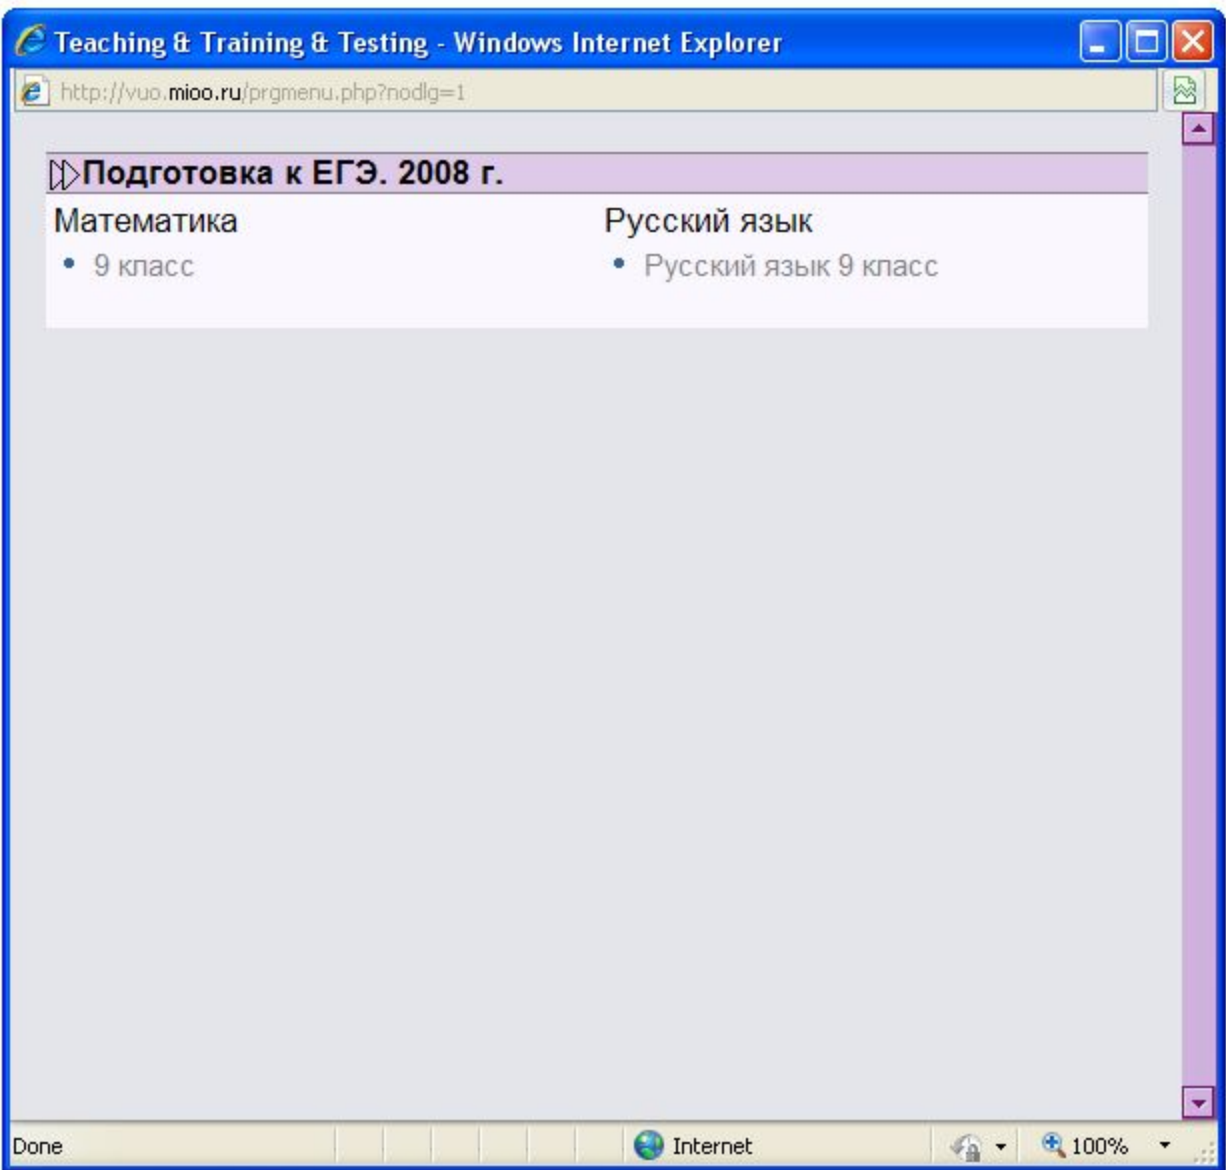 Teaching & Training & Testing - Windows Internet Explorer
http://vuo.mioo.ru/prgmenu.php?nodlg=1
Подготовка к ЕГЭ. 2008 г.
Математика
Русский язык
• 9 класс
• Русский язык 9 класс
Done
Internet
100%